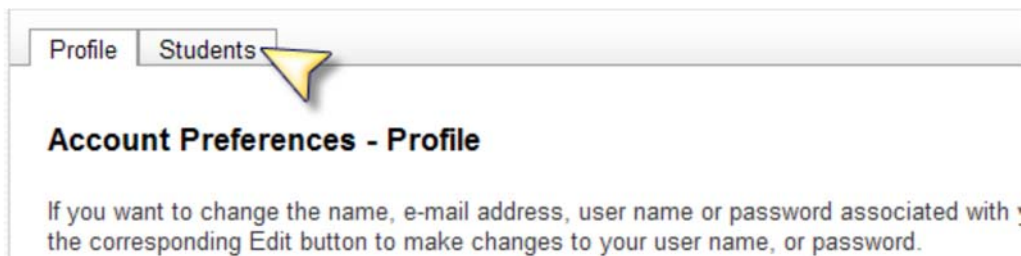 Profile Students
Account Preferences - Profile
If you want to change the name, e-mail address, user name or password associated with
the corresponding Edit button to make changes to your user name, or password.